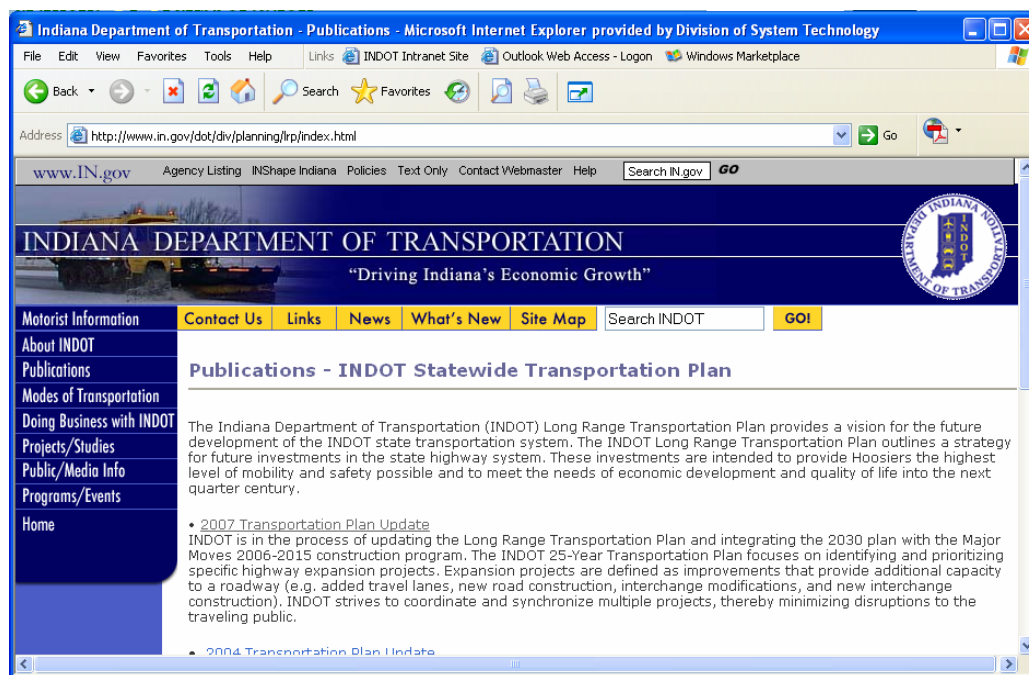 Indiana Department of Transportation - Publications - Microsoft Internet Explorer provided by Division of System Technology
File Edit View Favorites Tools Help Links INDOT Intranet Site Outlook Web Access - Logon Windows Marketplace
Back Search Favorites
Address http://www.in.gov/dot/div/planning/lrp/index.html Go
www.IN.gov Agency Listing INShape Indiana Policies Text Only Contact Webmaster Help Search IN.gov GO
INDIANA DEPARTMENT OF TRANSPORTATION
"Driving Indiana's Economic Growth"
INDIANA DEPARTMENT OF TRANSPORTATION
INDOT
Contact Us Links News What's New Site Map Search INDOT GO!
Motorist Information
About INDOT
Publications
Modes of Transportation
Doing Business with INDOT
Projects/Studies
Public/Media Info
Programs/Events
Home
Publications - INDOT Statewide Transportation Plan
The Indiana Department of Transportation (INDOT) Long Range Transportation Plan provides a vision for the future
development of the INDOT state transportation system. The INDOT Long Range Transportation Plan outlines a strategy
for future investments in the state highway system. These investments are intended to provide Hoosiers the highest
level of mobility and safety possible and to meet the needs of economic development and quality of life into the next
quarter century.
• 2007 Transportation Plan Update
INDOT is in the process of updating the Long Range Transportation Plan and integrating the 2030 plan with the Major
Moves 2006-2015 construction program. The INDOT 25-Year Transportation Plan focuses on identifying and prioritizing
specific highway expansion projects. Expansion projects are defined as improvements that provide additional capacity
to a roadway (e.g. added travel lanes, new road construction, interchange modifications, and new interchange
construction). INDOT strives to coordinate and synchronize multiple projects, thereby minimizing disruptions to the
traveling public.
• 2004 Transportation Plan Update